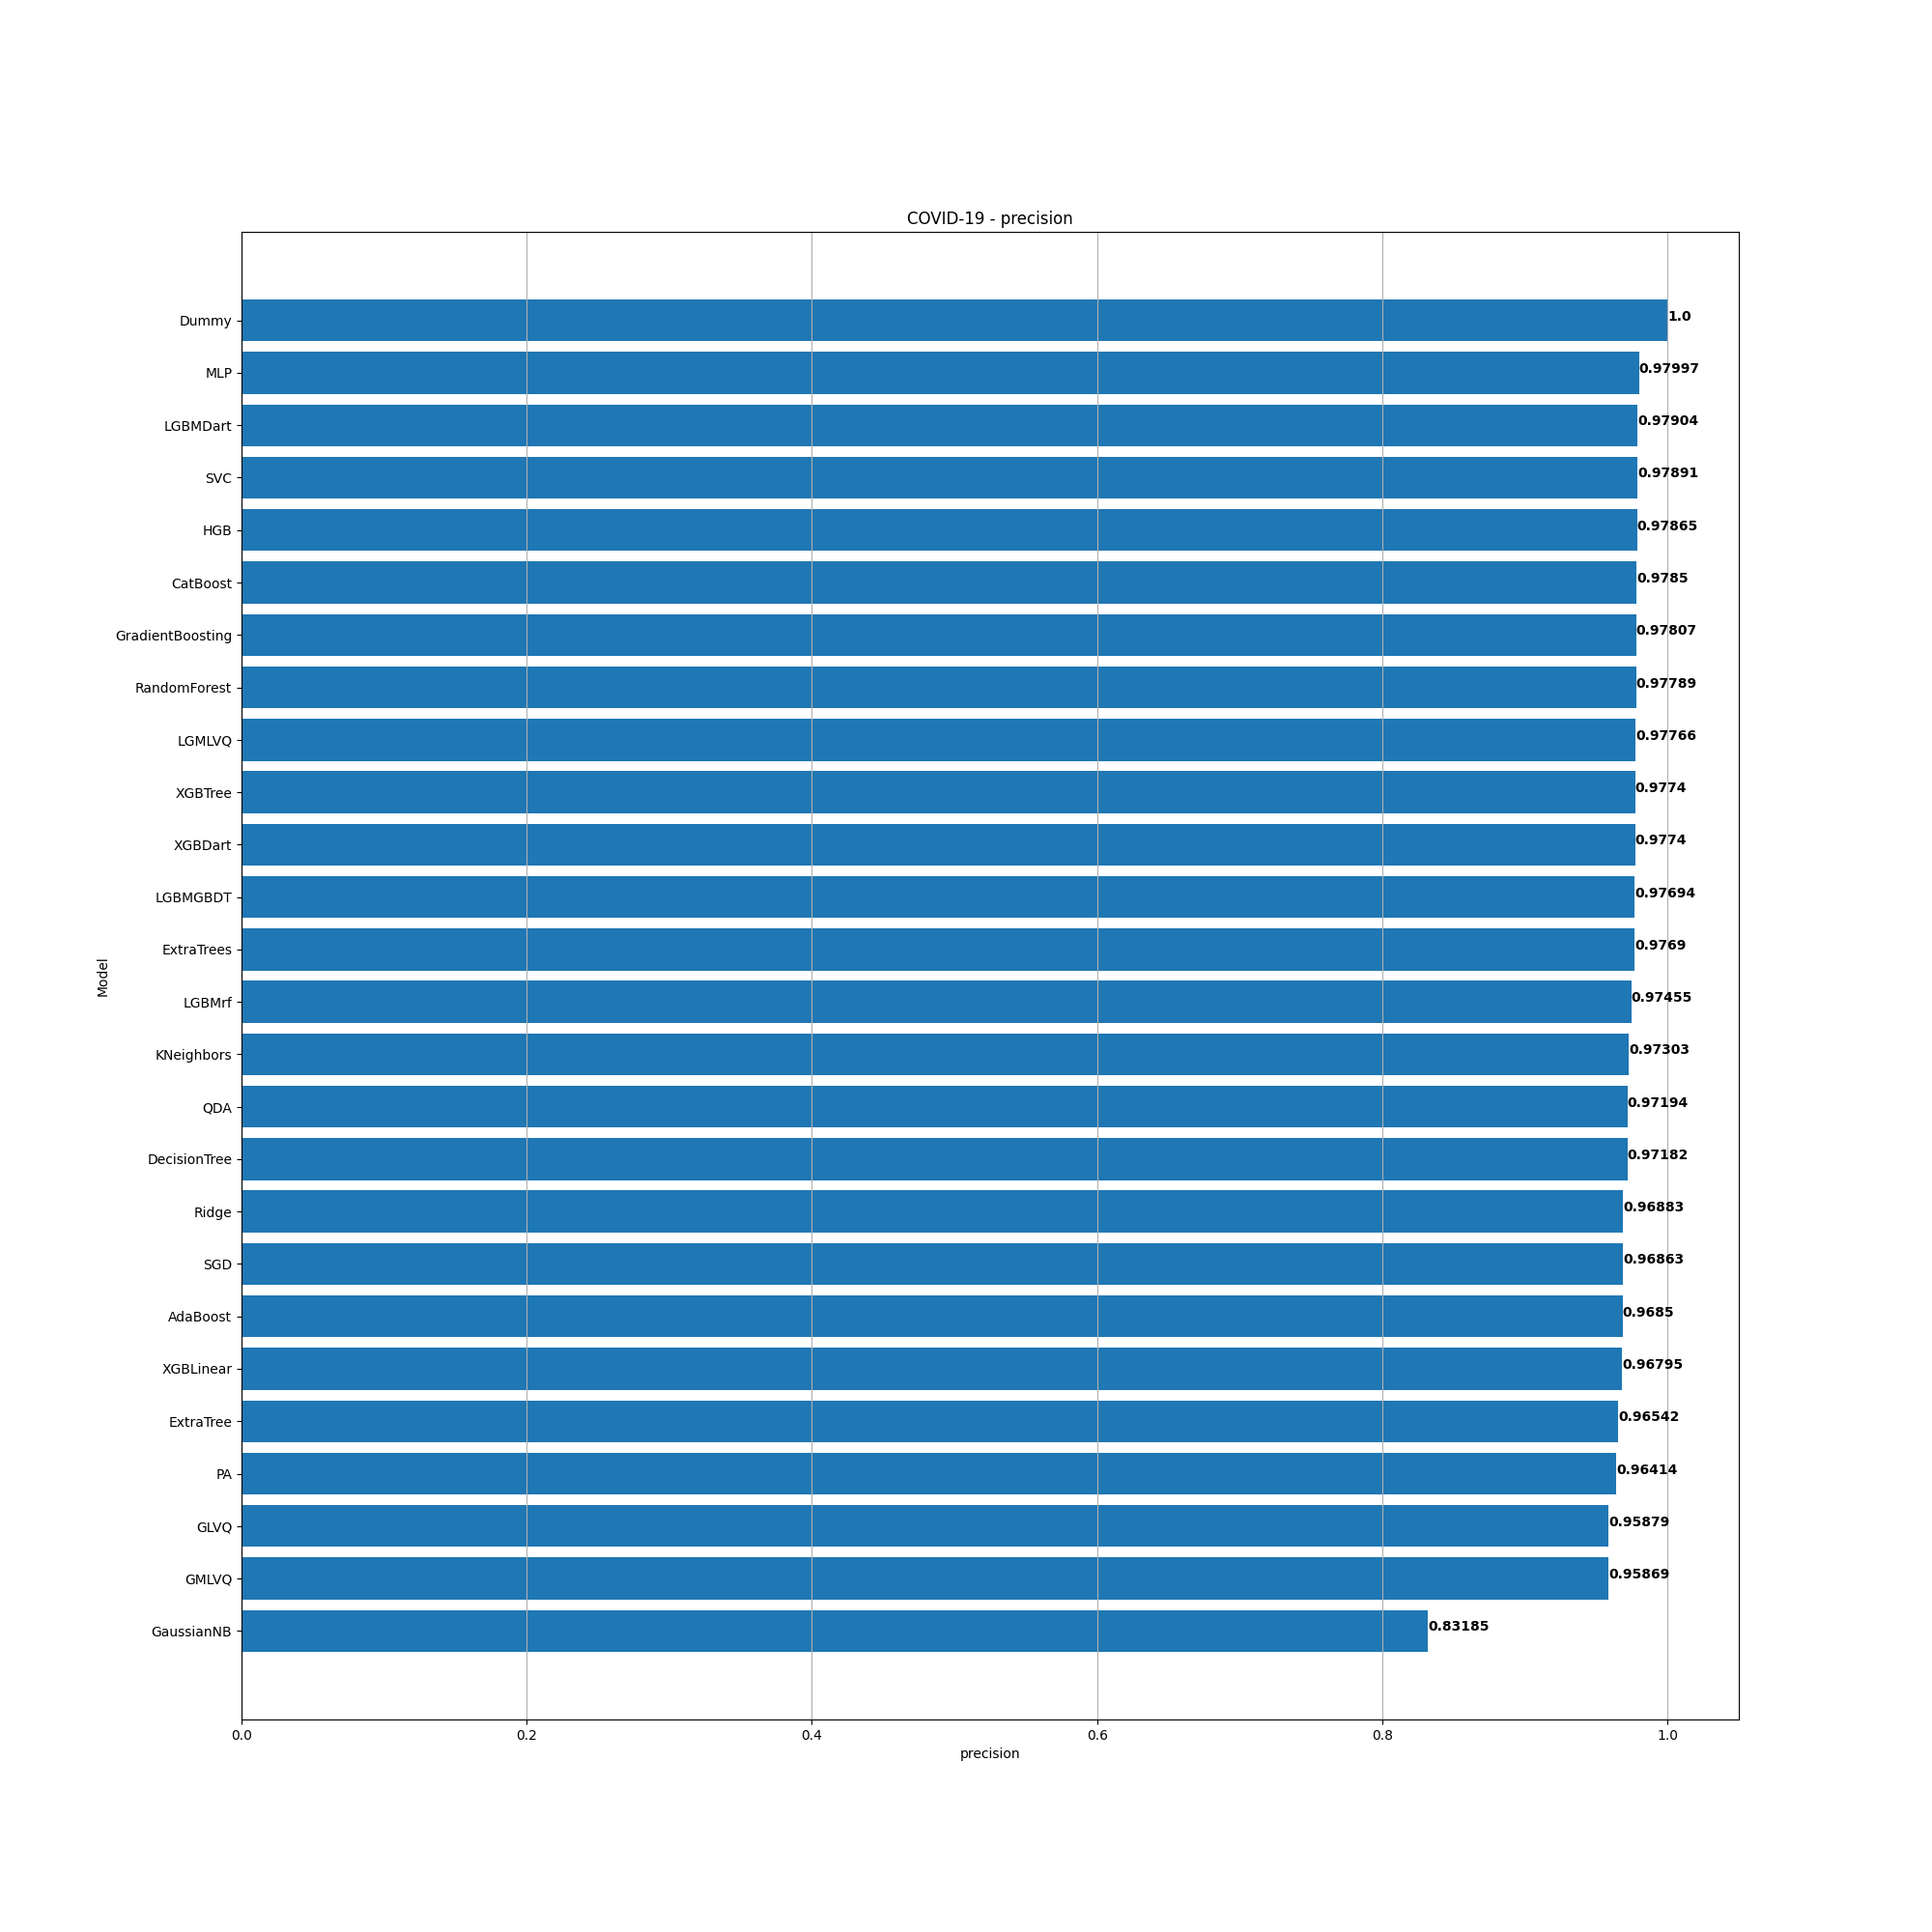 COVID-19 - precision
Dummy 1.0
MLP 0.97997
LGBMDart 0.97904
SVC 0.97891
HGB 0.97865
CatBoost 0.9785
GradientBoosting 0.97807
RandomForest 0.97789
LGMLVQ 0.97766
XGBTree 0.9774
XGBDart 0.9774
LGBMGBDT 0.97694
ExtraTrees 0.9769
LGBMrf 0.97455
KNeighbors 0.97303
QDA 0.97194
DecisionTree 0.97182
Ridge 0.96883
SGD 0.96863
AdaBoost 0.9685
XGBLinear 0.96795
ExtraTree 0.96542
PA 0.96414
GLVQ 0.95879
GMLVQ 0.95869
GaussianNB 0.83185
Model
0.0 0.2 0.4 0.6 0.8 1.0
precision